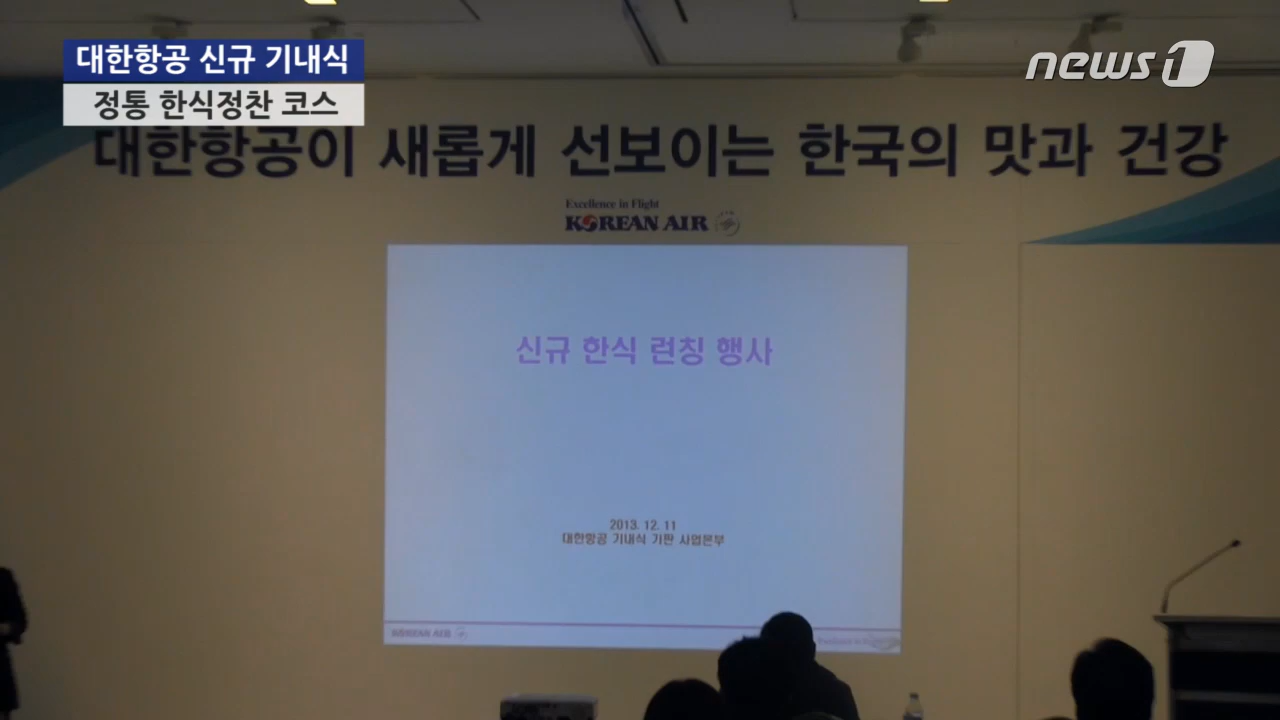 대한항공 신규 기내식
정통 한식정찬 코스
news1
대한항공이 새롭게 선보이는 한국의 맛과 건강
Excellence in Flight
KOREAN AIR
신규 한식 런칭 행사
2013. 12. 11
대한항공 기내식 기판 사업본부
KOREAN AIR